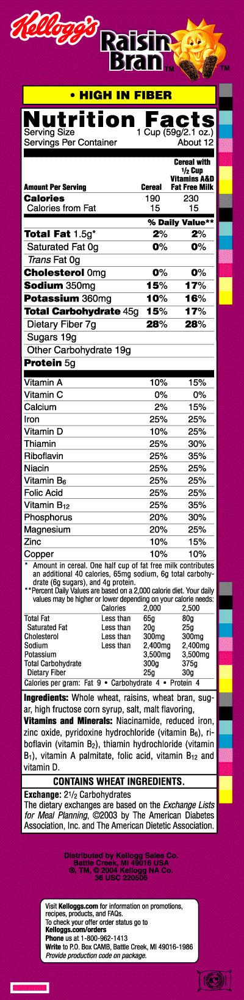 Kellogg's
Raisin
Bran™
™
• HIGH IN FIBER
Nutrition Facts
Serving Size 1 Cup (59g/2.1 oz.)
Servings Per Container About 12
Cereal with
1/2 Cup
Vitamins A&D
Amount Per Serving Cereal Fat Free Milk
Calories 190 230
Calories from Fat 15 15
% Daily Value**
Total Fat 1.5g* 2% 2%
Saturated Fat 0g 0% 0%
Trans Fat 0g
Cholesterol 0mg 0% 0%
Sodium 350mg 15% 17%
Potassium 360mg 10% 16%
Total Carbohydrate 45g 15% 17%
Dietary Fiber 7g 28% 28%
Sugars 19g
Other Carbohydrate 19g
Protein 5g
Vitamin A 10% 15%
Vitamin C 0% 0%
Calcium 2% 15%
Iron 25% 25%
Vitamin D 10% 25%
Thiamin 25% 30%
Riboflavin 25% 35%
Niacin 25% 25%
Vitamin B6 25% 25%
Folic Acid 25% 25%
Vitamin B12 25% 35%
Phosphorus 20% 30%
Magnesium 20% 25%
Zinc 10% 15%
Copper 10% 10%
* Amount in cereal. One half cup of fat free milk contributes
an additional 40 calories, 65mg sodium, 6g total carbohy-
drate (6g sugars), and 4g protein.
**Percent Daily Values are based on a 2,000 calorie diet. Your daily
values may be higher or lower depending on your calorie needs:
Calories 2,000 2,500
Total Fat Less than 65g 80g
Saturated Fat Less than 20g 25g
Cholesterol Less than 300mg 300mg
Sodium Less than 2,400mg 2,400mg
Potassium 3,500mg 3,500mg
Total Carbohydrate 300g 375g
Dietary Fiber 25g 30g
Calories per gram: Fat 9 • Carbohydrate 4 • Protein 4
Ingredients: Whole wheat, raisins, wheat bran, sug-
ar, high fructose corn syrup, salt, malt flavoring,
Vitamins and Minerals: Niacinamide, reduced iron,
zinc oxide, pyridoxine hydrochloride (vitamin B6), ri-
boflavin (vitamin B2), thiamin hydrochloride (vitamin
B1), vitamin A palmitate, folic acid, vitamin B12 and
vitamin D.
CONTAINS WHEAT INGREDIENTS.
Exchange: 2 1/2 Carbohydrates
The dietary exchanges are based on the Exchange Lists
for Meal Planning, ©2003 by The American Diabetes
Association, Inc. and The American Dietetic Association.
Distributed by Kellogg Sales Co.
Battle Creek, MI 49016 USA
®, TM, © 2004 Kellogg NA Co.
36 USC 220506
Visit Kelloggs.com for information on promotions,
recipes, products, and FAQs.
To check your offer order status go to
Kelloggs.com/orders
Phone us at 1-800-962-1413
Write to P.O. Box CAMB, Battle Creek, MI 49016-1986
Provide production code on package.